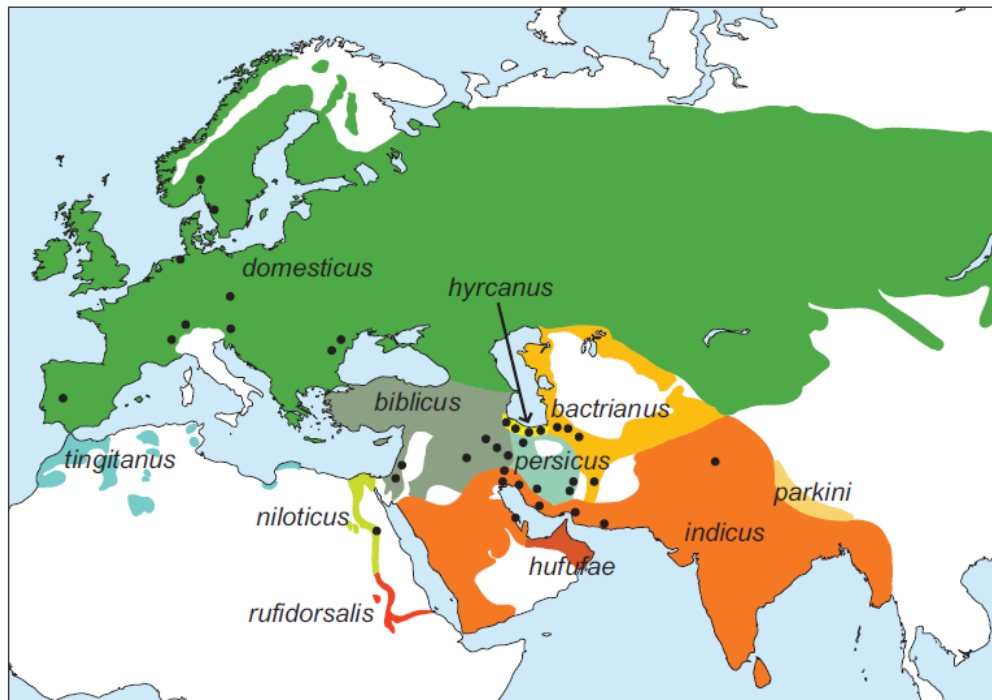 domesticus
hyrcanus
biblicus
bactrianus
tingitanus
persicus
parkini
niloticus
indicus
hufufae
rufidorsalis